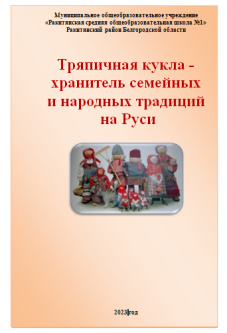 Муниципальное общеобразовательное учреждение
«Ракитянская средняя общеобразовательная школа №1»
Ракитянский район Белгородской области
Тряпичная кукла -
хранитель семейных
и народных традиций
на Руси
2023год